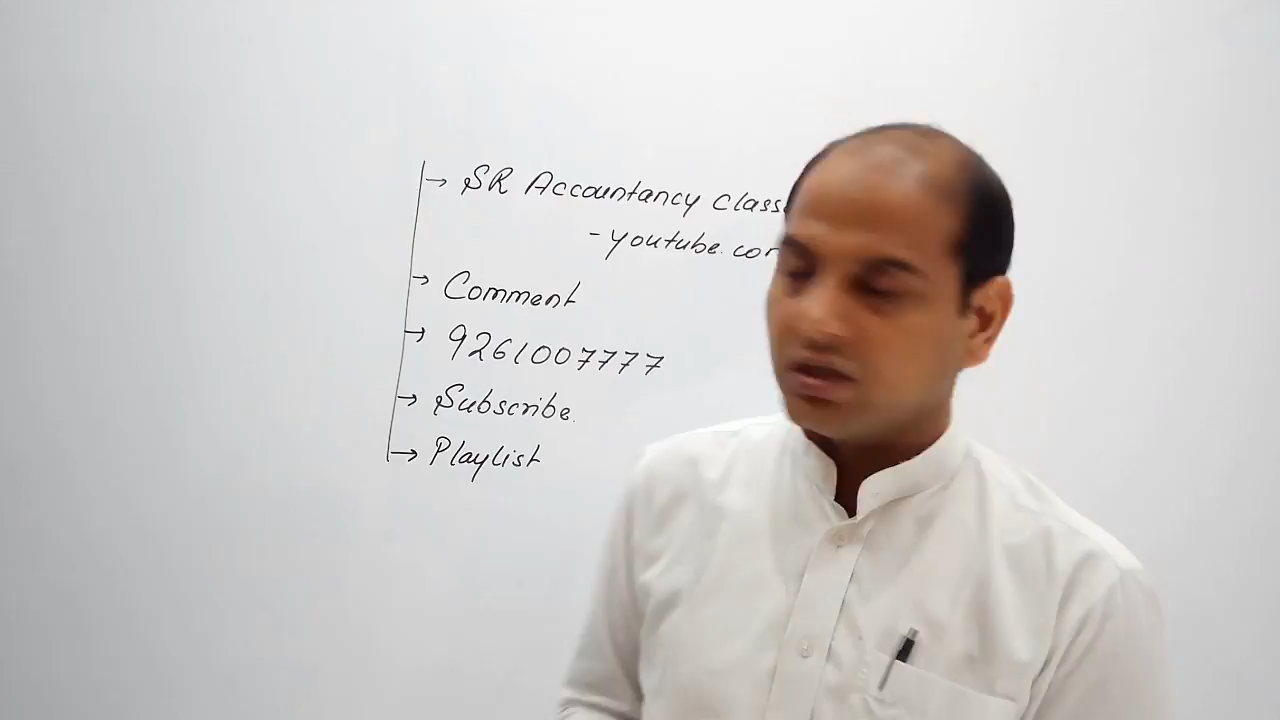 → SR Accountancy class
- youtube.co
→ Comment
→ 9261007777
→ Subscribe.
→ Playlist